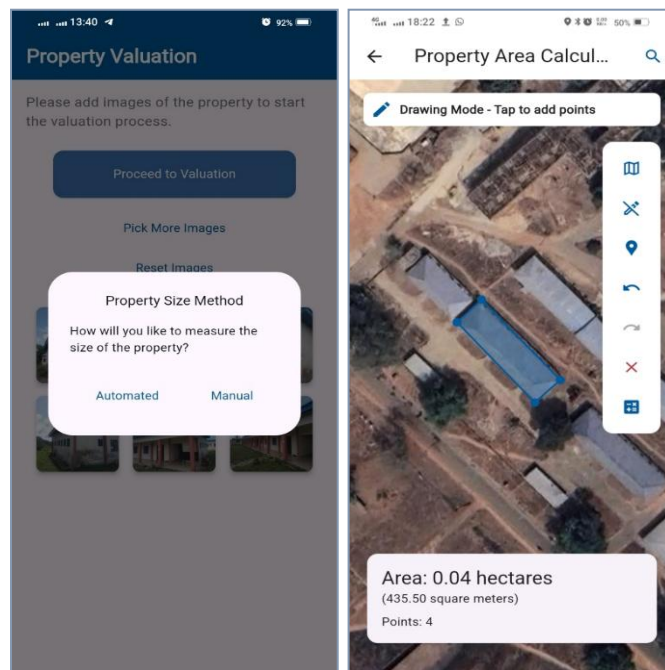 13:40
92%
Property Valuation
Please add images of the property to start
the valuation process.
Proceed to Valuation
Pick More Images
Reset Images
Property Size Method
How will you like to measure the
size of the property?
Automated
Manual
18:22
50%
Property Area Calcul...
Drawing Mode - Tap to add points
Area: 0.04 hectares
(435.50 square meters)
Points: 4